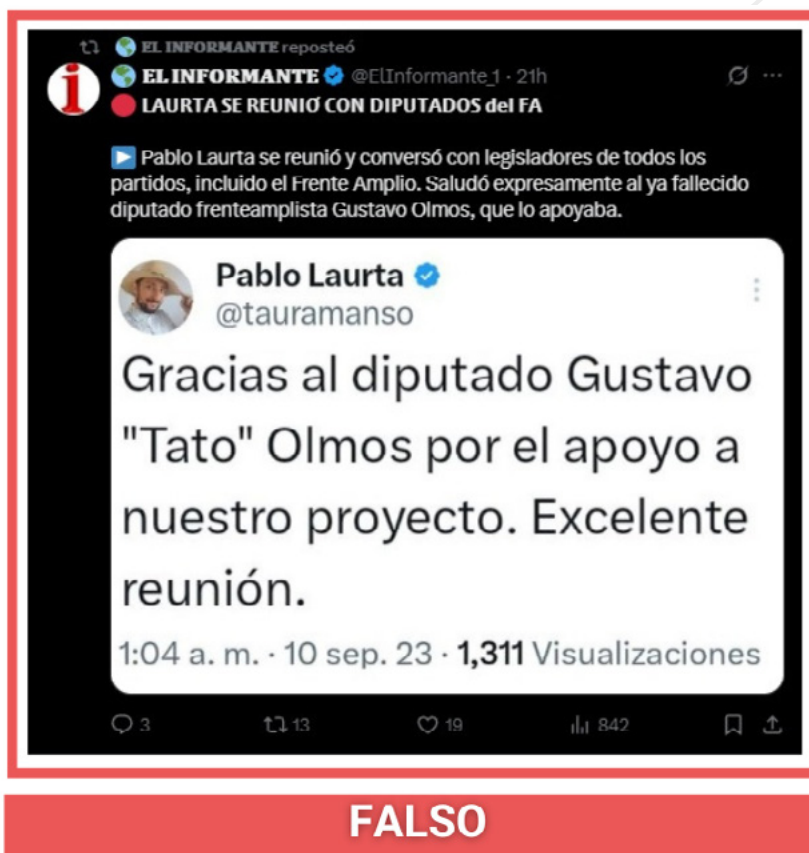 EL INFORMANTE reposteó
EL INFORMANTE @ElInformante_1 · 21h
LAURTA SE REUNIÓ CON DIPUTADOS del FA
Pablo Laurta se reunió y conversó con legisladores de todos los
partidos, incluido el Frente Amplio. Saludó expresamente al ya fallecido
diputado frenteamplista Gustavo Olmos, que lo apoyaba.
Pablo Laurta
@tauramanso
Gracias al diputado Gustavo
"Tato" Olmos por el apoyo a
nuestro proyecto. Excelente
reunión.
1:04 a. m. · 10 sep. 23 · 1,311 Visualizaciones
3 13 19 842
FALSO